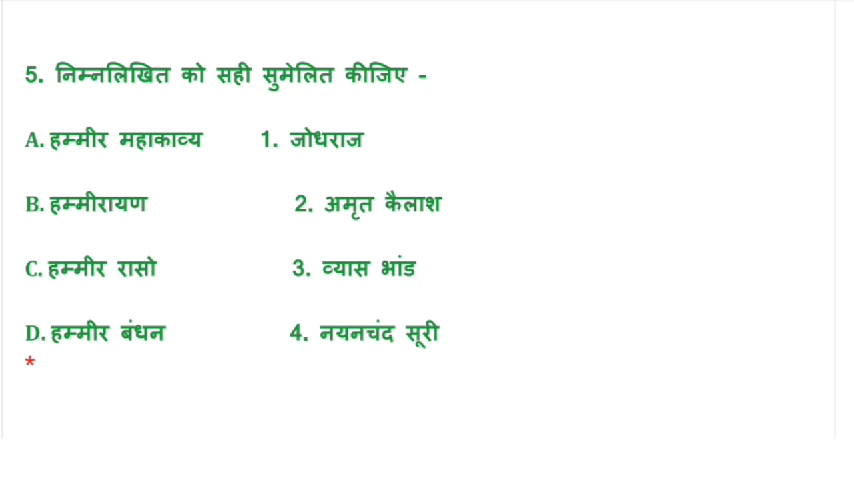 5. निम्नलिखित को सही सुमेलित कीजिए -
A. हम्मीर महाकाव्य 1. जोधराज
B. हम्मीरायण 2. अमृत कैलाश
C. हम्मीर रासो 3. व्यास भांड
D. हम्मीर बंधन 4. नयनचंद सूरी
*